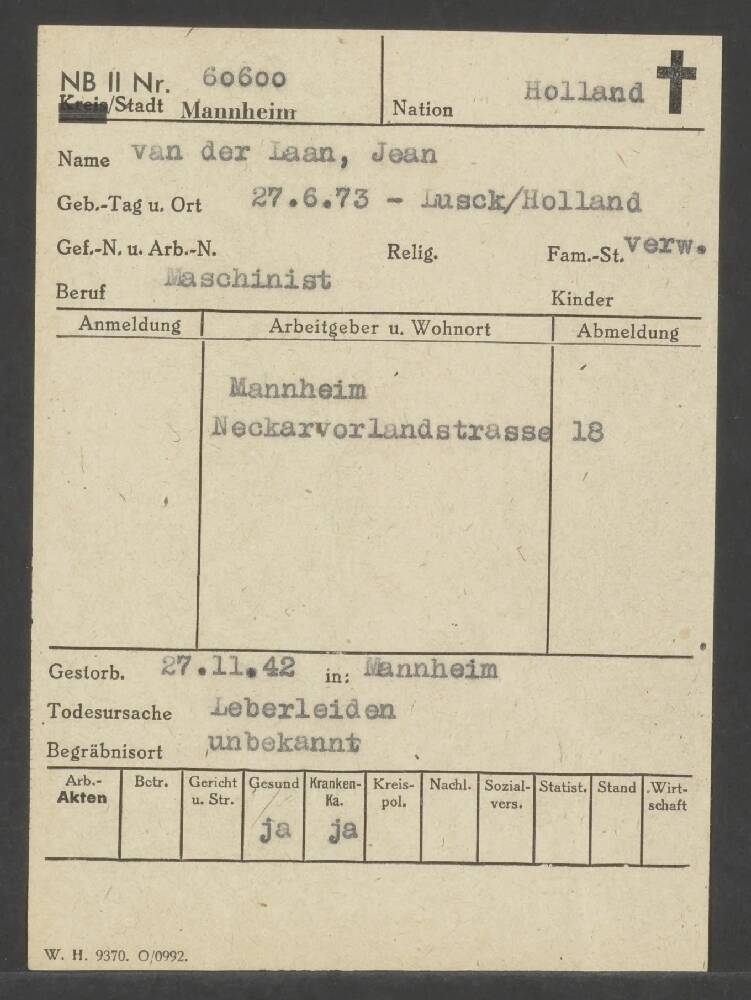 NB II Nr. 60600
Kreis/Stadt Mannheim
Nation Holland
Name van der Laan, Jean
Geb.-Tag u. Ort 27.6.73 - Lusck/Holland
Gef.-N. u. Arb.-N. Relig. Fam.-St. verw.
Beruf Maschinist Kinder
Anmeldung Arbeitgeber u. Wohnort Abmeldung
Mannheim
Neckarvorlandstrasse 18
Gestorb. 27.11.42 in: Mannheim
Todesursache Leberleiden
Begräbnisort unbekannt
Arb.-Akten Betr. Gericht u. Str. Gesund Kranken-Ka. Kreis-pol. Nachl. Sozial-vers. Statist. Stand Wirt-schaft
ja ja
W. H. 9370. O/0992.